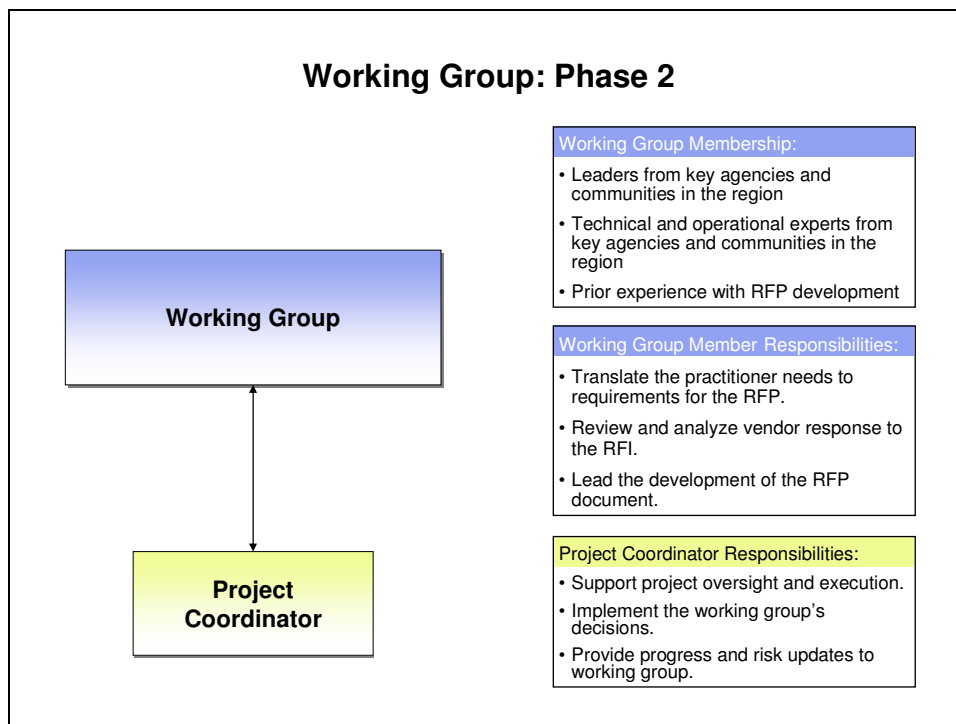 Working Group: Phase 2
Working Group
Project
Coordinator
Working Group Membership:
• Leaders from key agencies and
communities in the region
• Technical and operational experts from
key agencies and communities in the
region
• Prior experience with RFP development
Working Group Member Responsibilities:
• Translate the practitioner needs to
requirements for the RFP.
• Review and analyze vendor response to
the RFI.
• Lead the development of the RFP
document.
Project Coordinator Responsibilities:
• Support project oversight and execution.
• Implement the working group's
decisions.
• Provide progress and risk updates to
working group.